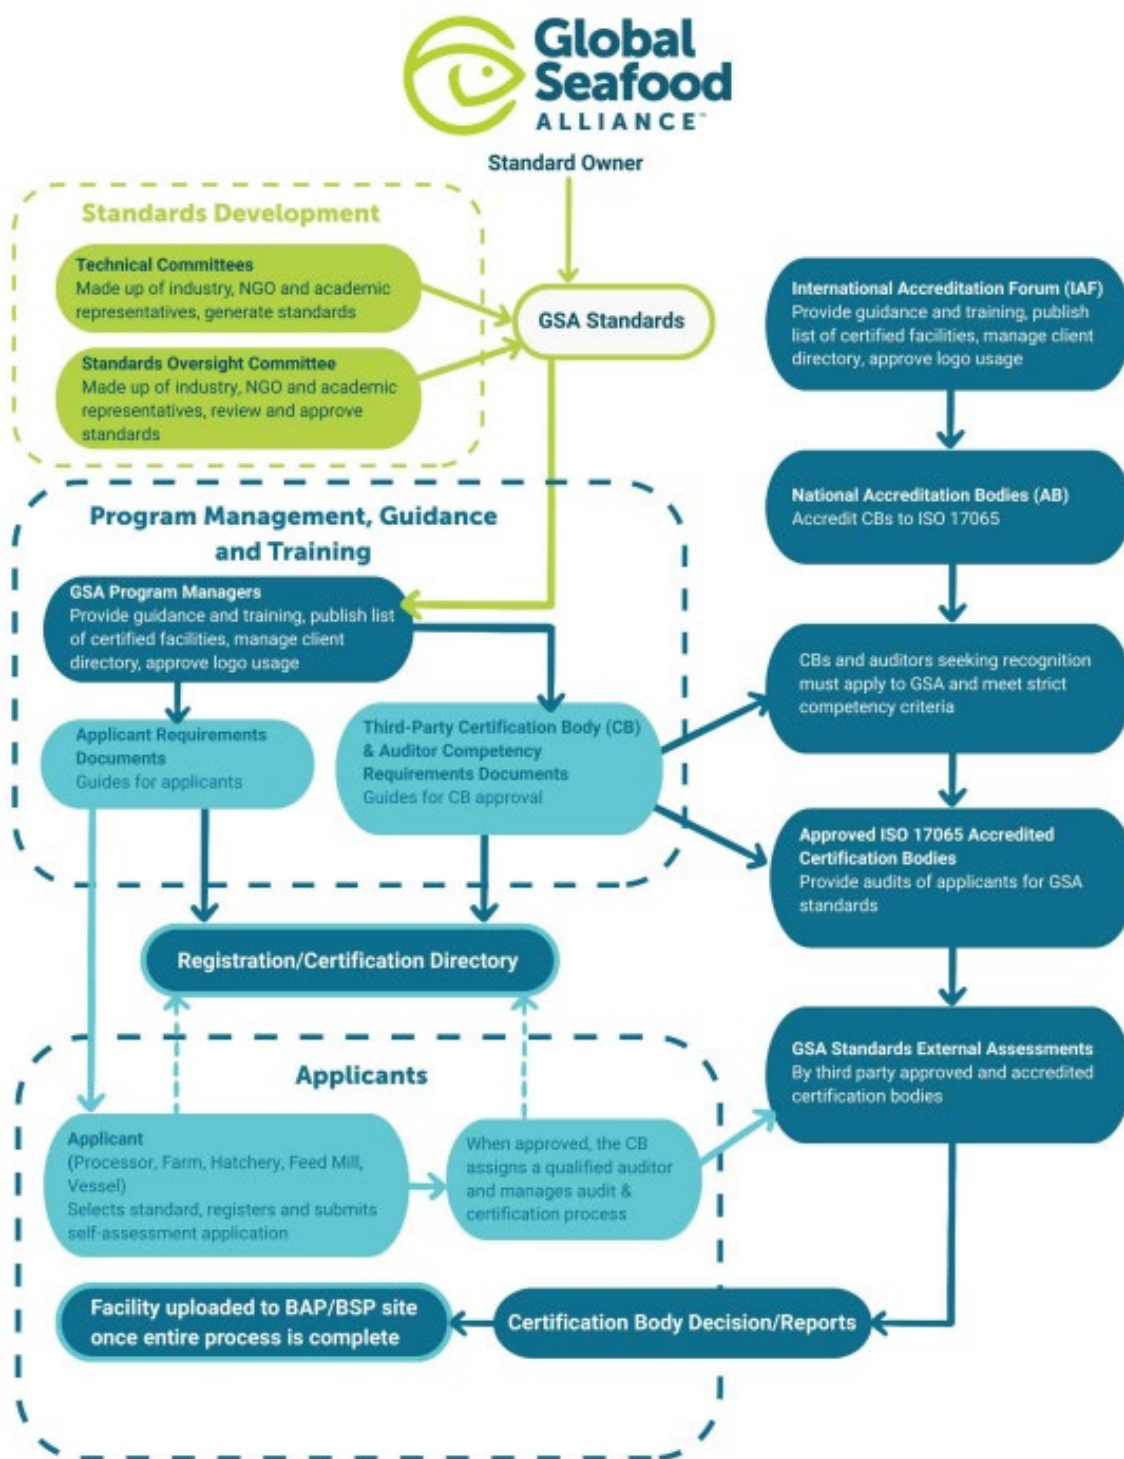 Global
Seafood
ALLIANCE™
Standard Owner
Standards Development
Technical Committees
Made up of industry, NGO and academic
representatives, generate standards
Standards Oversight Committee
Made up of industry, NGO and academic
representatives, review and approve
standards
GSA Standards
International Accreditation Forum (IAF)
Provide guidance and training, publish
list of certified facilities, manage client
directory, approve logo usage
National Accreditation Bodies (AB)
Accredit CBs to ISO 17065
Program Management, Guidance
and Training
GSA Program Managers
Provide guidance and training, publish list
of certified facilities, manage client
directory, approve logo usage
Applicant Requirements
Documents
Guides for applicants
Third-Party Certification Body (CB)
& Auditor Competency
Requirements Documents
Guides for CB approval
CBs and auditors seeking recognition
must apply to GSA and meet strict
competency criteria
Approved ISO 17065 Accredited
Certification Bodies
Provide audits of applicants for GSA
standards
Registration/Certification Directory
GSA Standards External Assessments
By third party approved and accredited
certification bodies
Applicants
Applicant
(Processor, Farm, Hatchery, Feed Mill,
Vessel)
Selects standard, registers and submits
self-assessment application
When approved, the CB
assigns a qualified auditor
and manages audit &
certification process
Facility uploaded to BAP/BSP site
once entire process is complete
Certification Body Decision/Reports